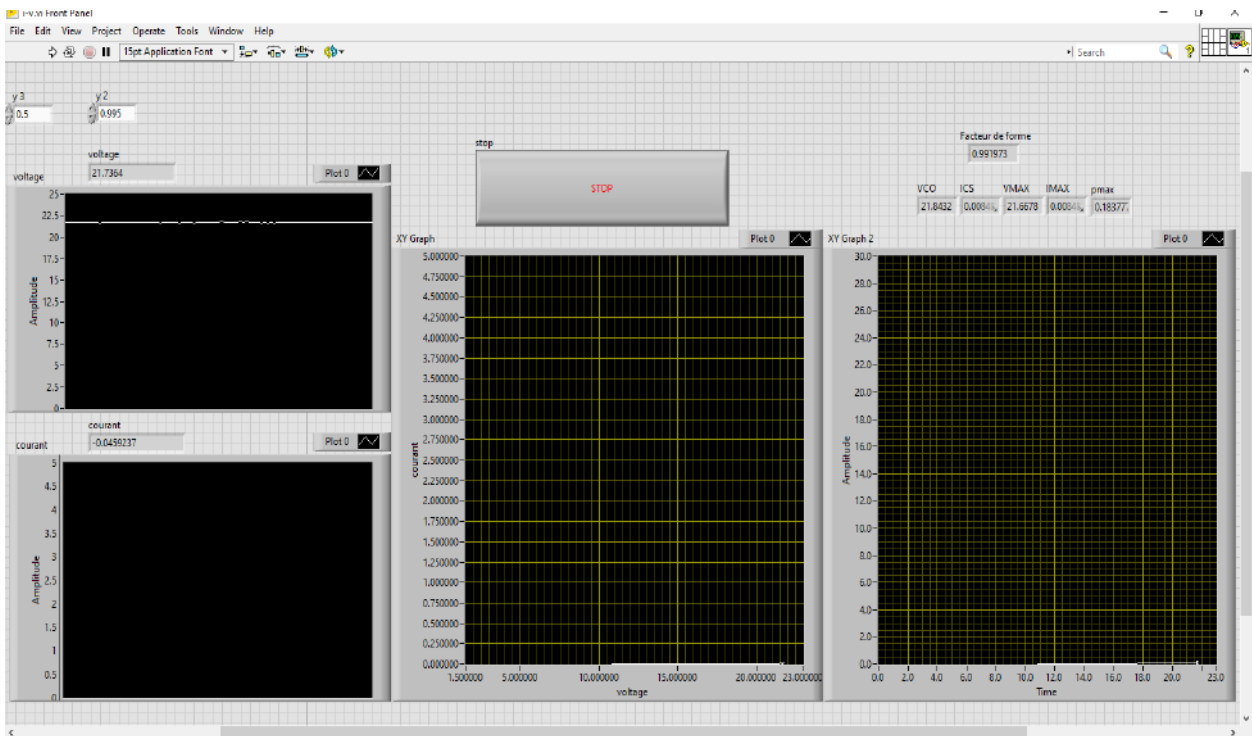 I-V.vi Front Panel
File Edit View Project Operate Tools Window Help
15pt Application Font
Search
y 3
y 2
0.5
0.995
voltage
21.7364
voltage
Plot 0
25
22.5
20
17.5
15
12.5
10
7.5
5
2.5
0
Amplitude
courant
-0.0459237
courant
Plot 0
5
4.5
4
3.5
3
2.5
2
1.5
1
0.5
0
Amplitude
stop
STOP
Facteur de forme
0.991973
VCO ICS VMAX IMAX pmax
21.8432 21.6678 0.18377
XY Graph
Plot 0
5.000000
4.750000
4.500000
4.250000
4.000000
3.750000
3.500000
3.250000
3.000000
2.750000
2.500000
2.250000
2.000000
1.750000
1.500000
1.250000
1.000000
0.750000
0.500000
0.250000
0.000000
courant
1.500000 5.000000 10.000000 15.000000 20.000000 23.000000
voltage
XY Graph 2
Plot 0
30.0
28.0
26.0
24.0
22.0
20.0
18.0
16.0
14.0
12.0
10.0
8.0
6.0
4.0
2.0
0.0
Amplitude
0.0 2.0 4.0 6.0 8.0 10.0 12.0 14.0 16.0 18.0 20.0 23.0
Time